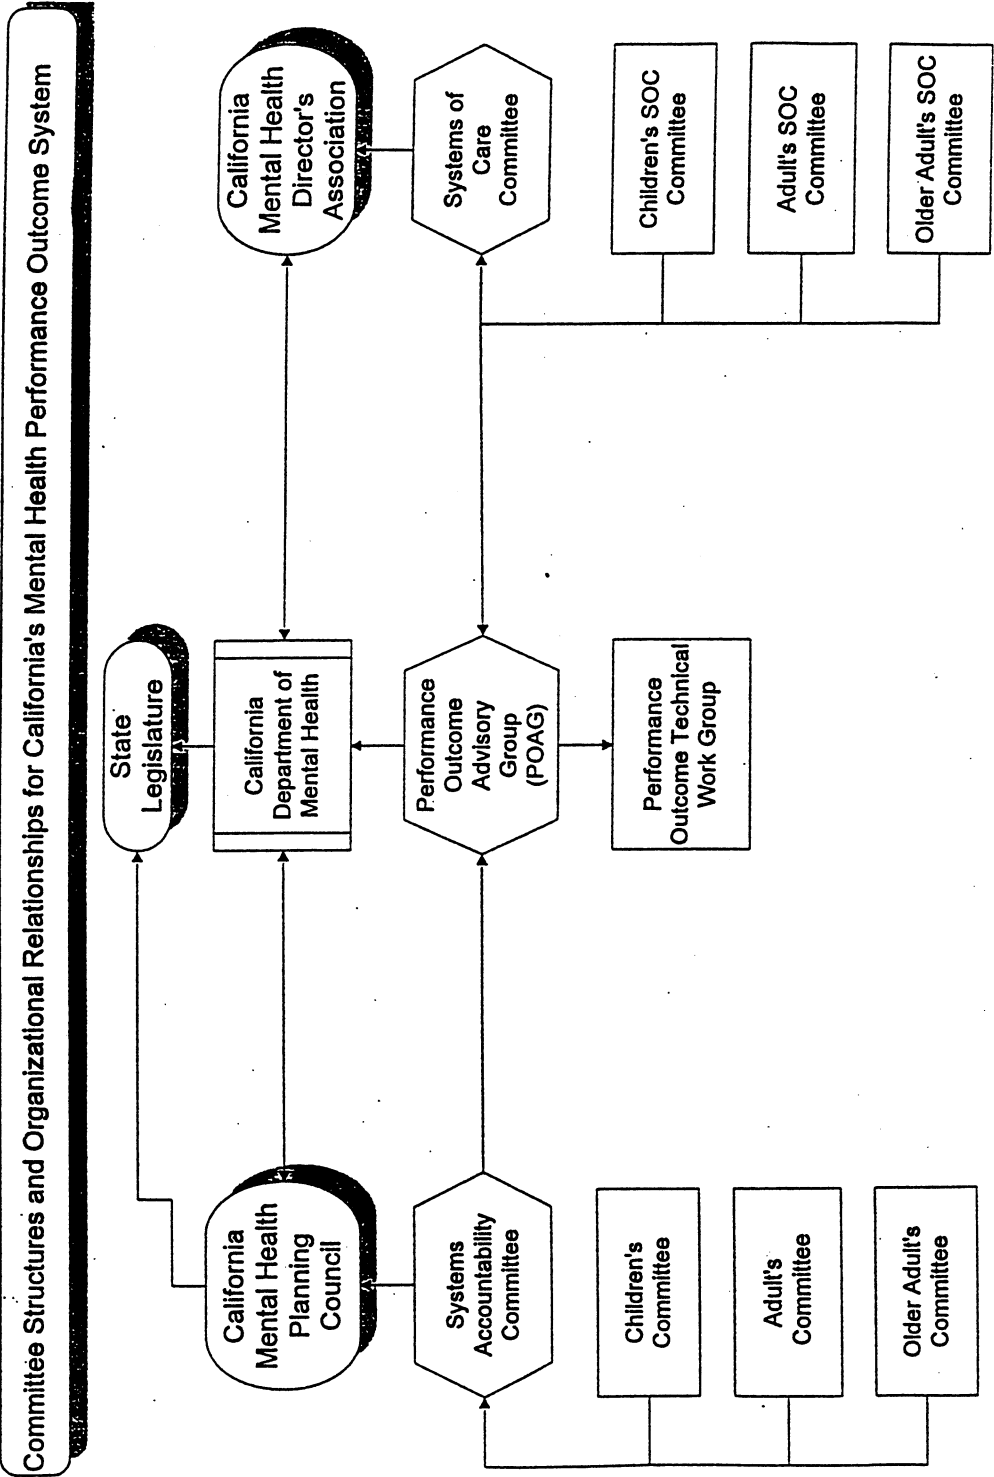 Committee Structures and Organizational Relationships for California's Mental Health Performance Outcome System
State
Legislature
California
Mental Health
Planning
Council
California
Department of
Mental Health
California
Mental Health
Director's
Association
Systems
Accountability
Committee
Performance
Outcome
Advisory
Group
(POAG)
Systems of
Care
Committee
Children's
Committee
Adult's
Committee
Older Adult's
Committee
Performance
Outcome Technical
Work Group
Children's SOC
Committee
Adult's SOC
Committee
Older Adult's SOC
Committee